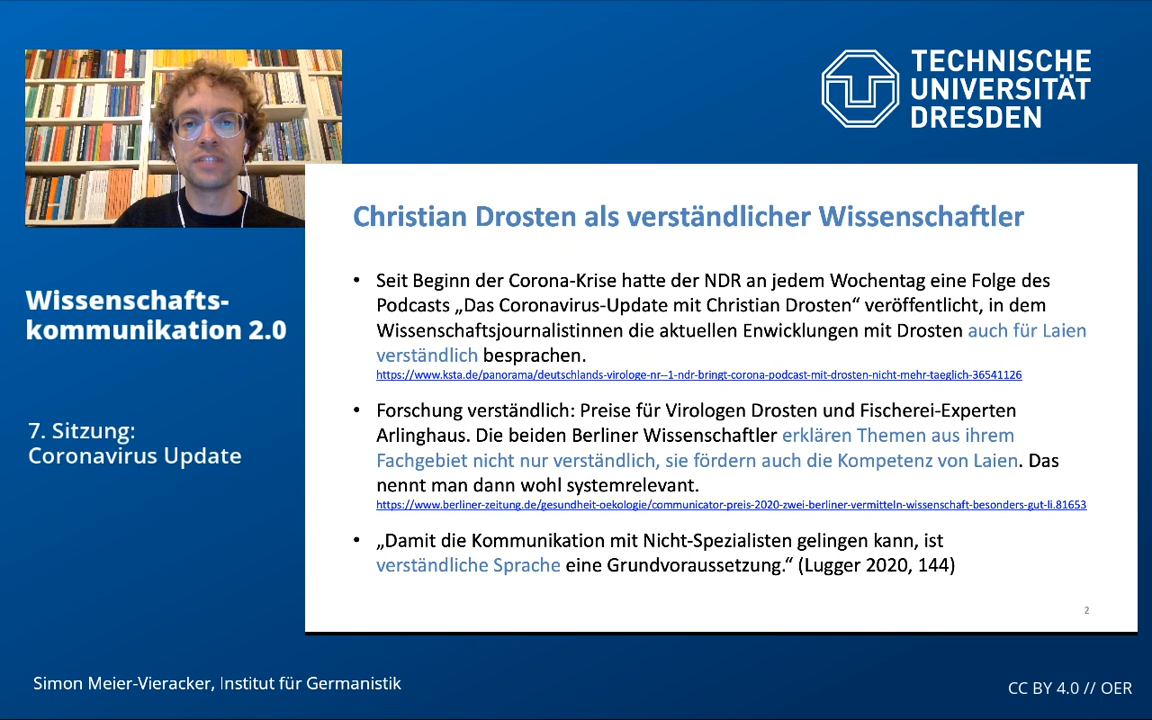 TECHNISCHE
UNIVERSITÄT
DRESDEN
Wissenschafts-
kommunikation 2.0
7. Sitzung:
Coronavirus Update
Christian Drosten als verständlicher Wissenschaftler
• Seit Beginn der Corona-Krise hatte der NDR an jedem Wochentag eine Folge des
Podcasts „Das Coronavirus-Update mit Christian Drosten“ veröffentlicht, in dem
Wissenschaftsjournalistinnen die aktuellen Enwicklungen mit Drosten auch für Laien
verständlich besprachen.
https://www.ksta.de/panorama/deutschlands-virologe-nr--1-ndr-bringt-corona-podcast-mit-drosten-nicht-mehr-taeglich-36541126
• Forschung verständlich: Preise für Virologen Drosten und Fischerei-Experten
Arlinghaus. Die beiden Berliner Wissenschaftler erklären Themen aus ihrem
Fachgebiet nicht nur verständlich, sie fördern auch die Kompetenz von Laien. Das
nennt man dann wohl systemrelevant.
https://www.berliner-zeitung.de/gesundheit-oekologie/communicator-preis-2020-zwei-berliner-vermitteln-wissenschaft-besonders-gut-li.81653
• „Damit die Kommunikation mit Nicht-Spezialisten gelingen kann, ist
verständliche Sprache eine Grundvoraussetzung.“ (Lugger 2020, 144)
2
Simon Meier-Vieracker, Institut für Germanistik
CC BY 4.0 // OER